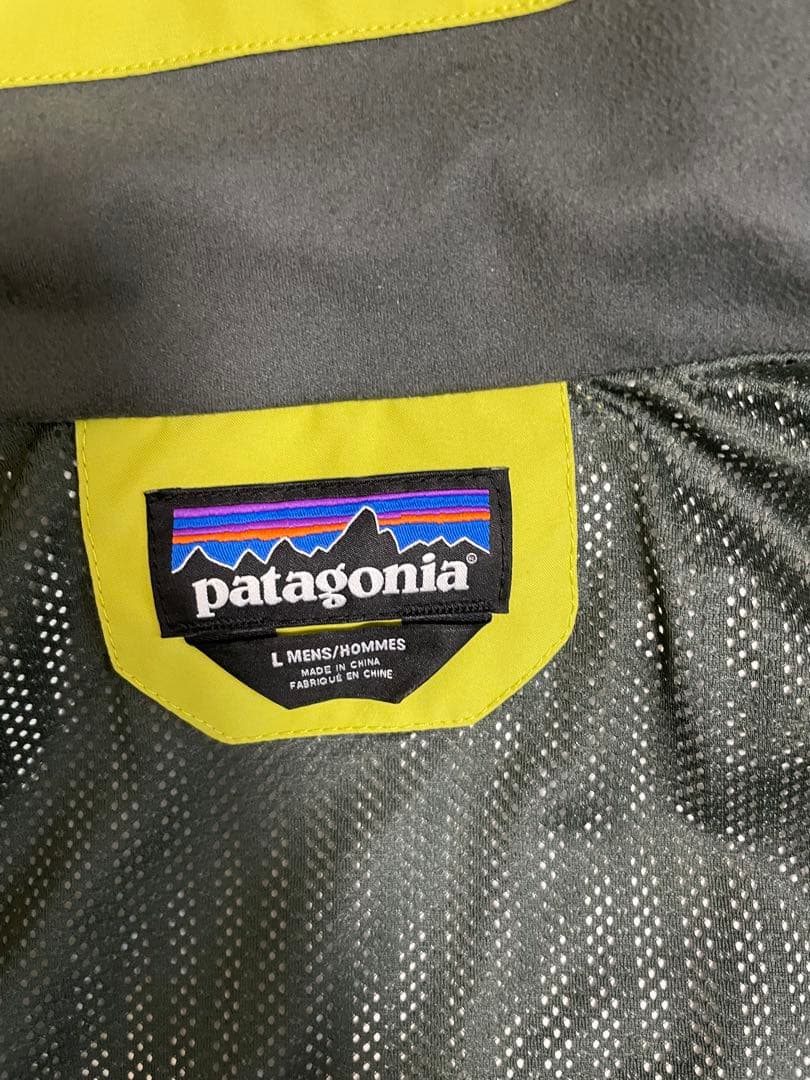 patagonia®
L MENS/HOMMES
MADE IN CHINA
FABRIQUÉ EN CHINE